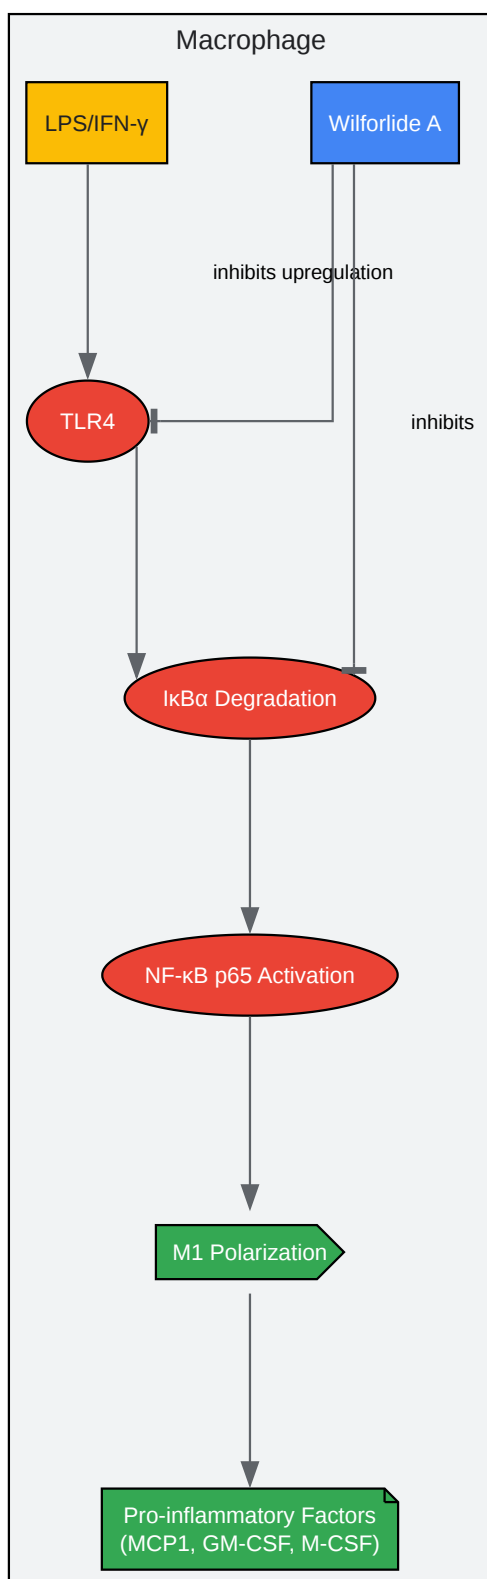 Macrophage
LPS/IFN-γ
Wilforlide A
inhibits upregulation
TLR4
inhibits
IκBα Degradation
NF-κB p65 Activation
M1 Polarization
Pro-inflammatory Factors
(MCP1, GM-CSF, M-CSF)